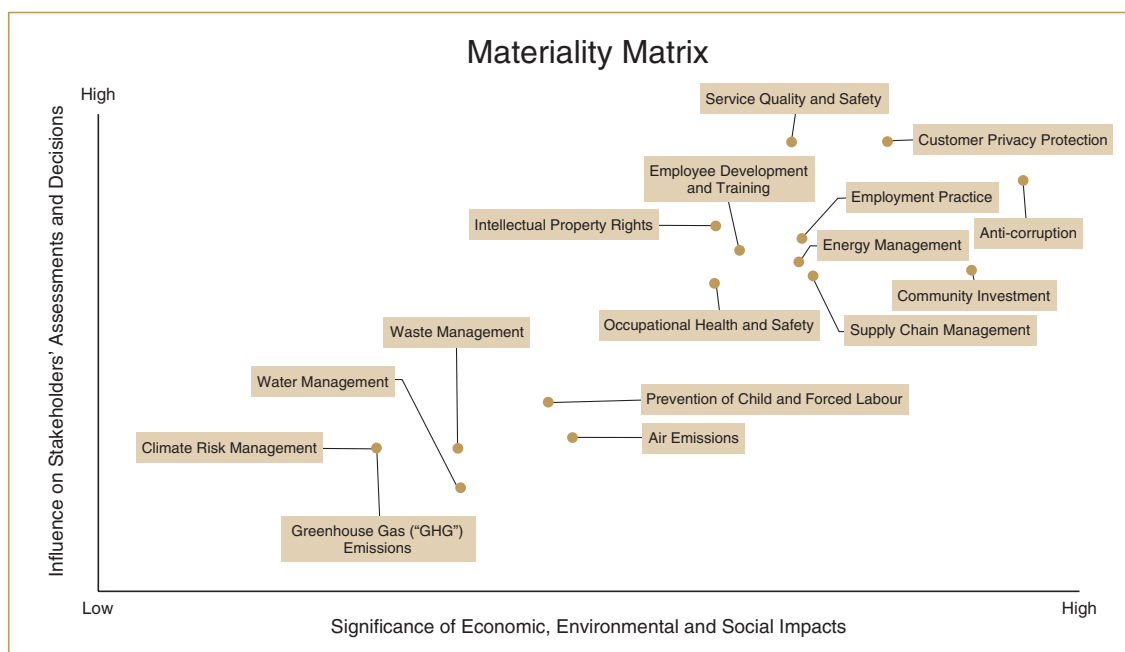 Materiality Matrix
High
Influence on Stakeholders’ Assessments and Decisions
Service Quality and Safety
Customer Privacy Protection
Employee Development
and Training
Employment Practice
Intellectual Property Rights
Anti-corruption
Energy Management
Community Investment
Occupational Health and Safety
Supply Chain Management
Waste Management
Water Management
Prevention of Child and Forced Labour
Air Emissions
Climate Risk Management
Greenhouse Gas (“GHG”)
Emissions
Low
High
Significance of Economic, Environmental and Social Impacts